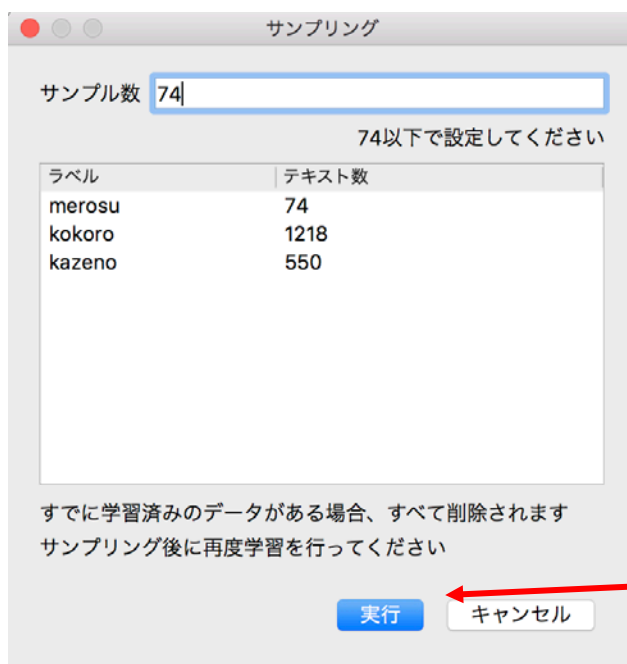 サンプリング
サンプル数 74
74以下で設定してください
ラベル テキスト数
merosu 74
kokoro 1218
kazeno 550
すでに学習済みのデータがある場合、すべて削除されます
サンプリング後に再度学習を行ってください
実行 キャンセル